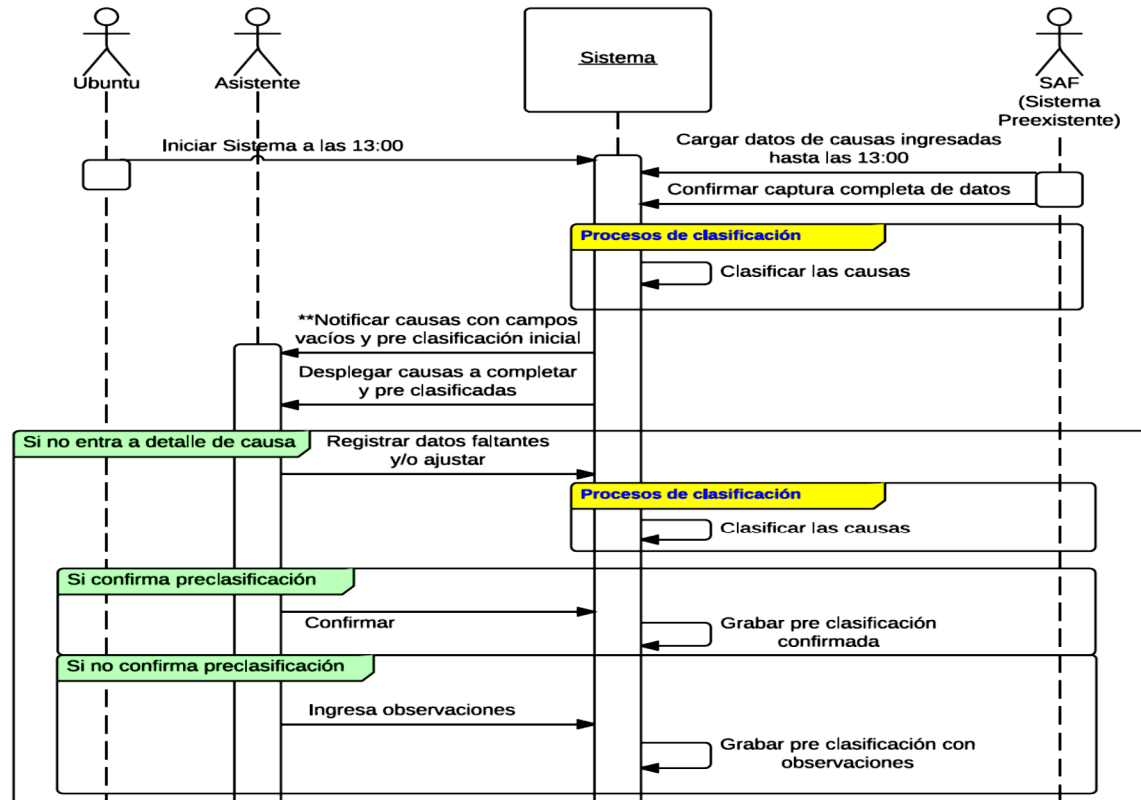 Ubuntu
Asistente
Sistema
SAF
(Sistema
Preexistente)
Iniciar Sistema a las 13:00
Cargar datos de causas ingresadas
hasta las 13:00
Confirmar captura completa de datos
Procesos de clasificación
Clasificar las causas
**Notificar causas con campos
vacíos y pre clasificación inicial
Desplegar causas a completar
y pre clasificadas
Si no entra a detalle de causa
Registrar datos faltantes
y/o ajustar
Procesos de clasificación
Clasificar las causas
Si confirma preclasificación
Confirmar
Grabar pre clasificación
confirmada
Si no confirma preclasificación
Ingresa observaciones
Grabar pre clasificación con
observaciones